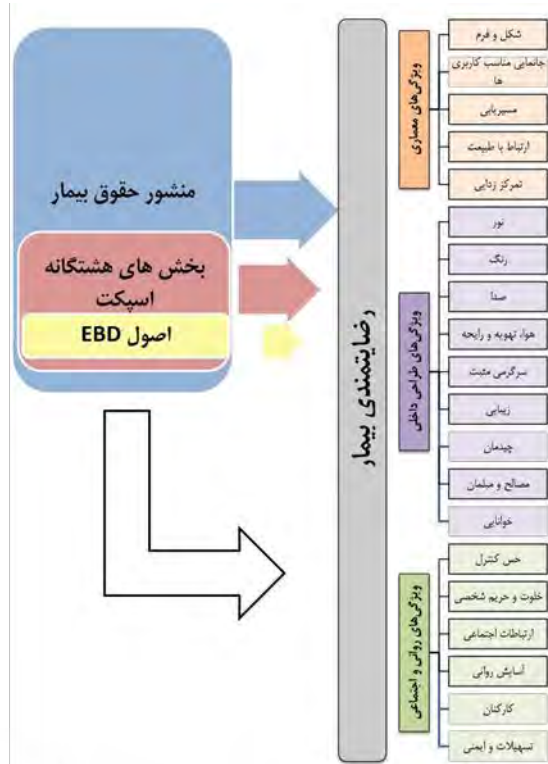 منشور حقوق بیمار
بخش های هشتگانه
اسپکت
اصول EBD
رضایتمندی بیمار
ویژگی‌های معماری
شکل و فرم
جانمایی مناسب کاربری
ها
مسیریابی
ارتباط با طبیعت
تمرکز زدایی
ویژگی‌های طراحی داخلی
نور
رنگ
صدا
هوا، تهویه و رایحه
سرگرمی مثبت
زیبایی
چیدمان
مصالح و مبلمان
خوانایی
ویژگی‌های روانی و اجتماعی
حس کنترل
خلوت و حریم شخصی
ارتباطات اجتماعی
آسایش روانی
کارکنان
تسهیلات و ایمنی